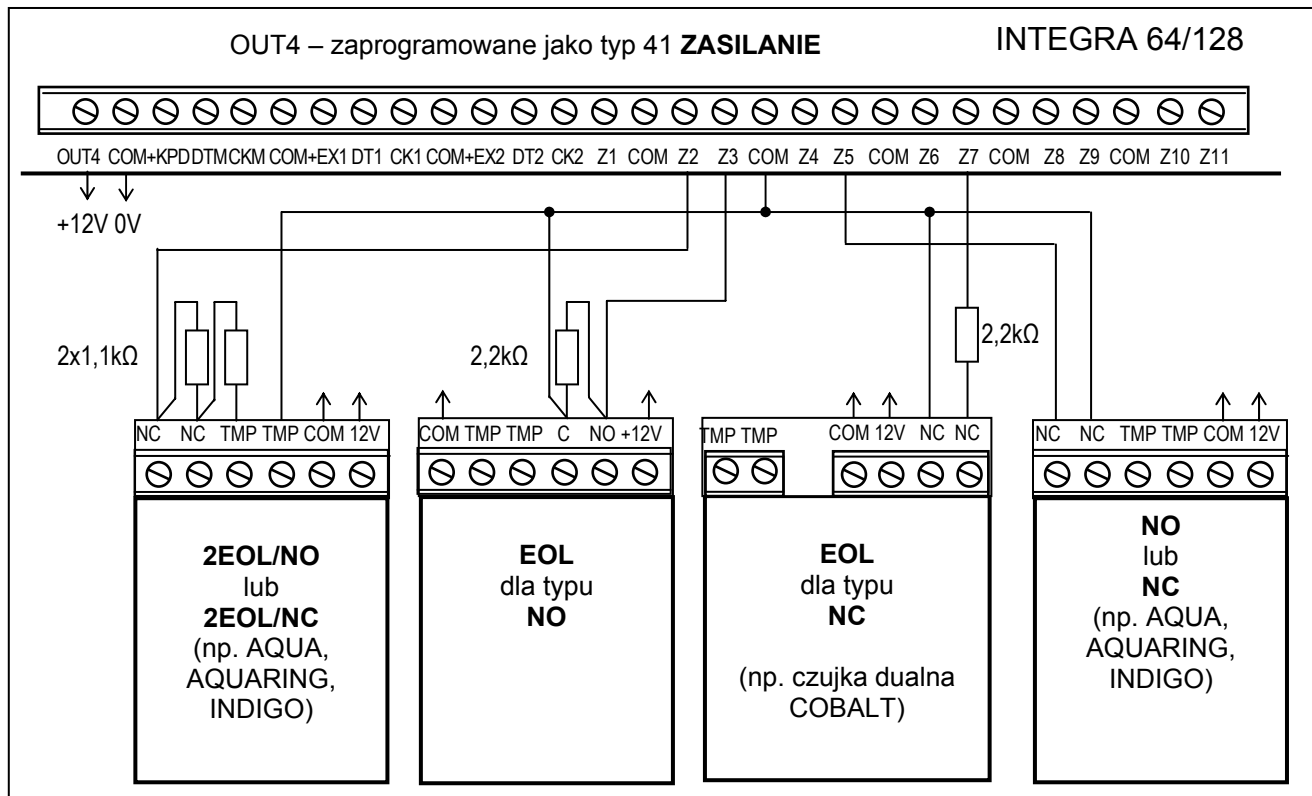 OUT4 – zaprogramowane jako typ 41 ZASILANIE
INTEGRA 64/128
OUT4 COM+KPD DTM CKM COM+EX1 DT1 CK1 COM+EX2 DT2 CK2 Z1 COM Z2 Z3 COM Z4 Z5 COM Z6 Z7 COM Z8 Z9 COM Z10 Z11
+12V 0V
2x1,1kΩ
2,2kΩ
2,2kΩ
NC NC TMP TMP COM 12V
COM TMP TMP C NO +12V
TMP TMP COM 12V NC NC
NC NC TMP TMP COM 12V
2EOL/NO
lub
2EOL/NC
(np. AQUA,
AQUARING,
INDIGO)
EOL
dla typu
NO
EOL
dla typu
NC
(np. czujka dualna
COBALT)
NO
lub
NC
(np. AQUA,
AQUARING,
INDIGO)